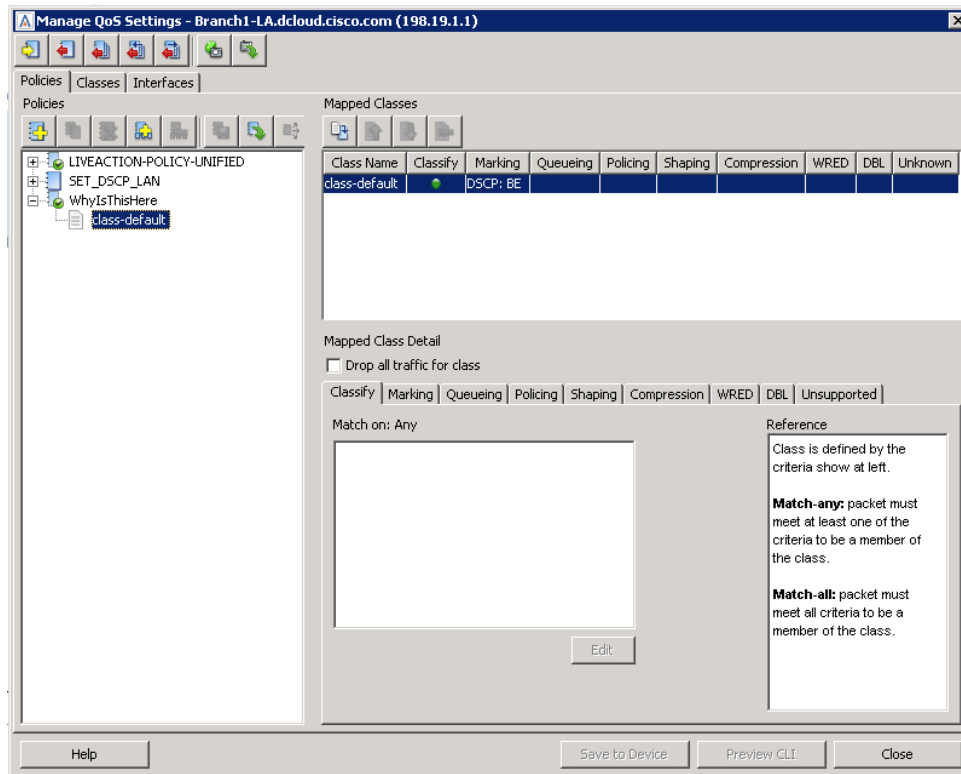 Manage QoS Settings - Branch1-LA.dcloud.cisco.com (198.19.1.1)
Policies Classes Interfaces
Policies
LIVEACTION-POLICY-UNIFIED
SET_DSCP_LAN
WhyIsThisHere
class-default
Mapped Classes
Class Name Classify Marking Queueing Policing Shaping Compression WRED DBL Unknown
class-default DSCP: BE
Mapped Class Detail
Drop all traffic for class
Classify Marking Queueing Policing Shaping Compression WRED DBL Unsupported
Match on: Any
Edit
Reference
Class is defined by the
criteria show at left.
Match-any: packet must
meet at least one of the
criteria to be a member of
the class.
Match-all: packet must
meet all criteria to be a
member of the class.
Help Save to Device Preview CLI Close